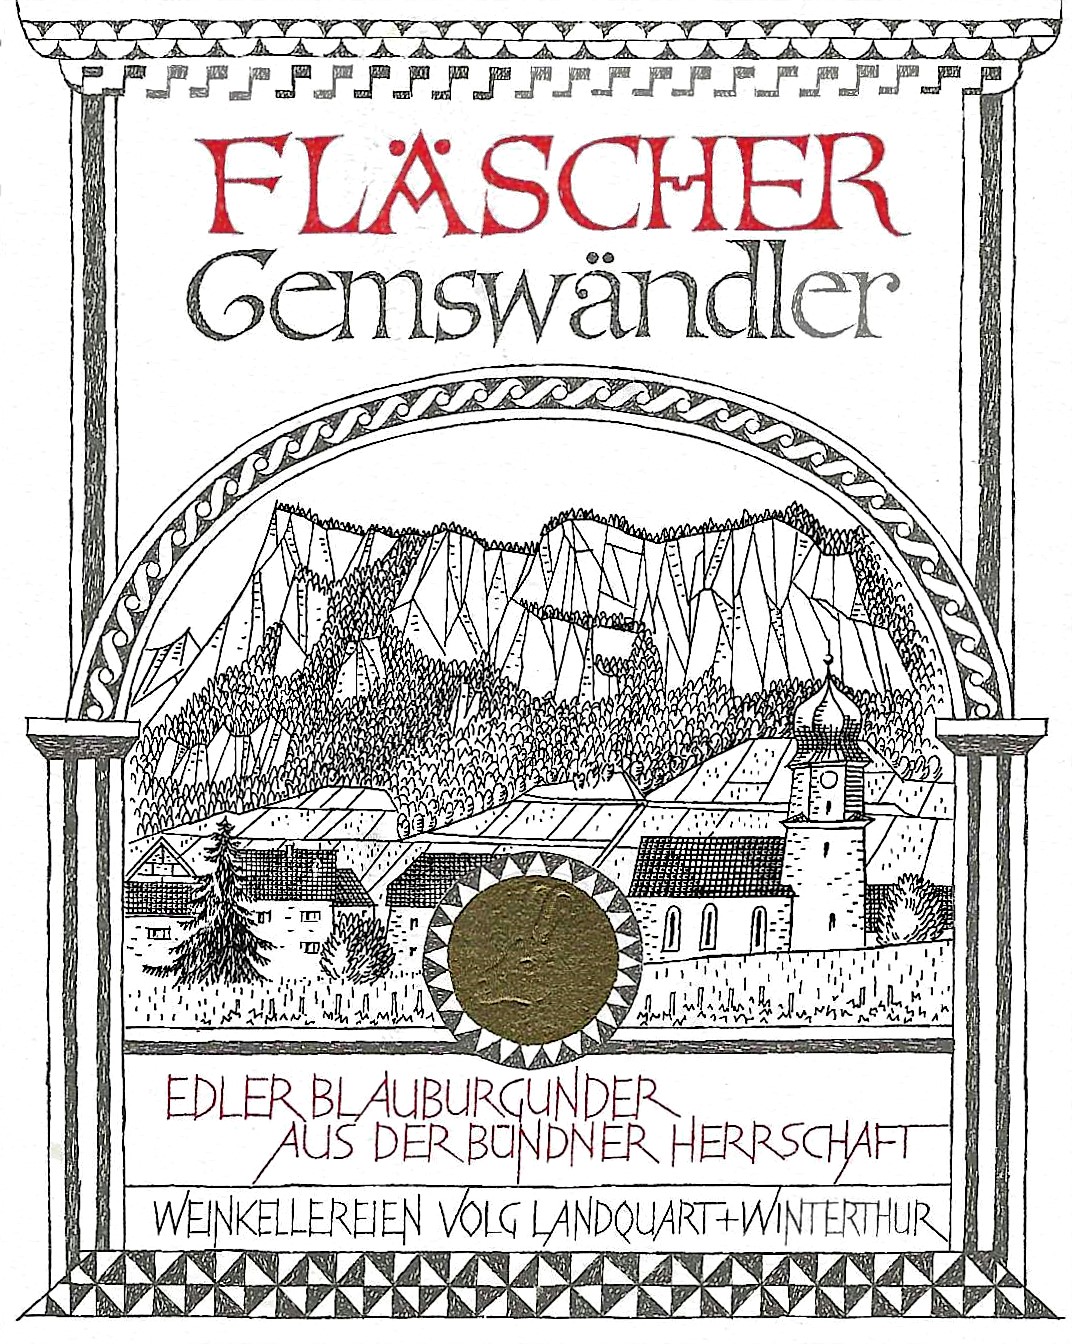 FLÄSCHER
Gemswändler
EDLER BLAUBURGUNDER
AUS DER BÜNDNER HERRSCHAFT
WEINKELLEREIEN VOLG LANDQUART+WINTERTHUR